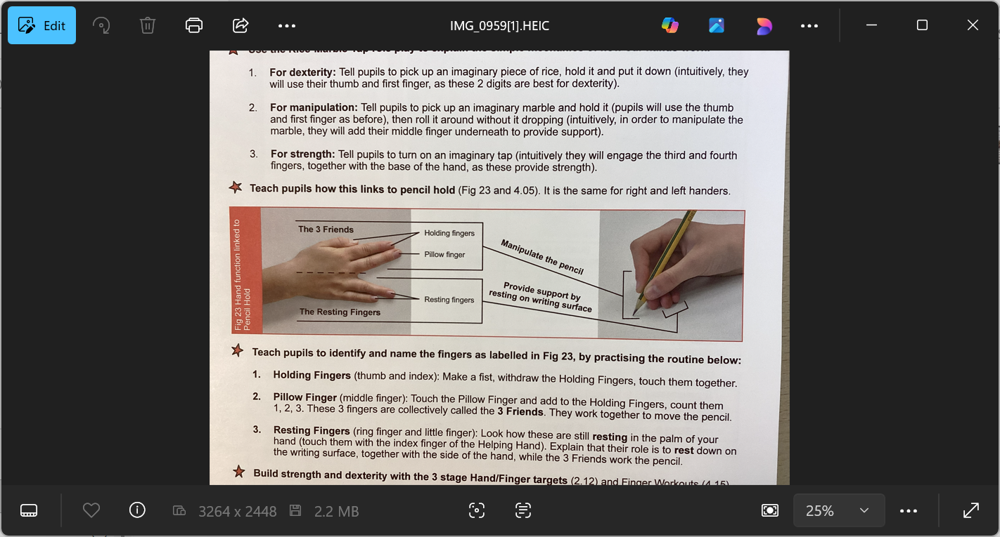 Edit
IMG_0959[1].HEIC
1. For dexterity: Tell pupils to pick up an imaginary piece of rice, hold it and put it down (intuitively, they
will use their thumb and first finger, as these 2 digits are best for dexterity).
2. For manipulation: Tell pupils to pick up an imaginary marble and hold it (pupils will use the thumb
and first finger as before), then roll it around without it dropping (intuitively, in order to manipulate the
marble, they will add their middle finger underneath to provide support).
3. For strength: Tell pupils to turn on an imaginary tap (intuitively they will engage the third and fourth
fingers, together with the base of the hand, as these provide strength).
Teach pupils how this links to pencil hold (Fig 23 and 4.05). It is the same for right and left handers.
Fig 23 Hand function linked to
Pencil Hold
The 3 Friends
Holding fingers
Pillow finger
Manipulate the pencil
Provide support by
resting on writing surface
Resting fingers
The Resting Fingers
Teach pupils to identify and name the fingers as labelled in Fig 23, by practising the routine below:
1. Holding Fingers (thumb and index): Make a fist, withdraw the Holding Fingers, touch them together.
2. Pillow Finger (middle finger): Touch the Pillow Finger and add to the Holding Fingers, count them
1, 2, 3. These 3 fingers are collectively called the 3 Friends. They work together to move the pencil.
3. Resting Fingers (ring finger and little finger): Look how these are still resting in the palm of your
hand (touch them with the index finger of the Helping Hand). Explain that their role is to rest down on
the writing surface, together with the side of the hand, while the 3 Friends work the pencil.
Build strength and dexterity with the 3 stage Hand/Finger targets (2.12) and Finger Workouts (4.15)
3264 x 2448
2.2 MB
25%